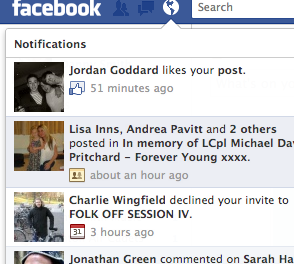 facebook
Search
Notifications
Jordan Goddard likes your post.
51 minutes ago
Lisa Inns, Andrea Pavitt and 2 others
posted in In memory of LCpl Michael Da
Pritchard - Forever Young xxxx.
about an hour ago
Charlie Wingfield declined your invite to
FOLK OFF SESSION IV.
31
3 hours ago
Jonathan Green commented on Sarah Ha